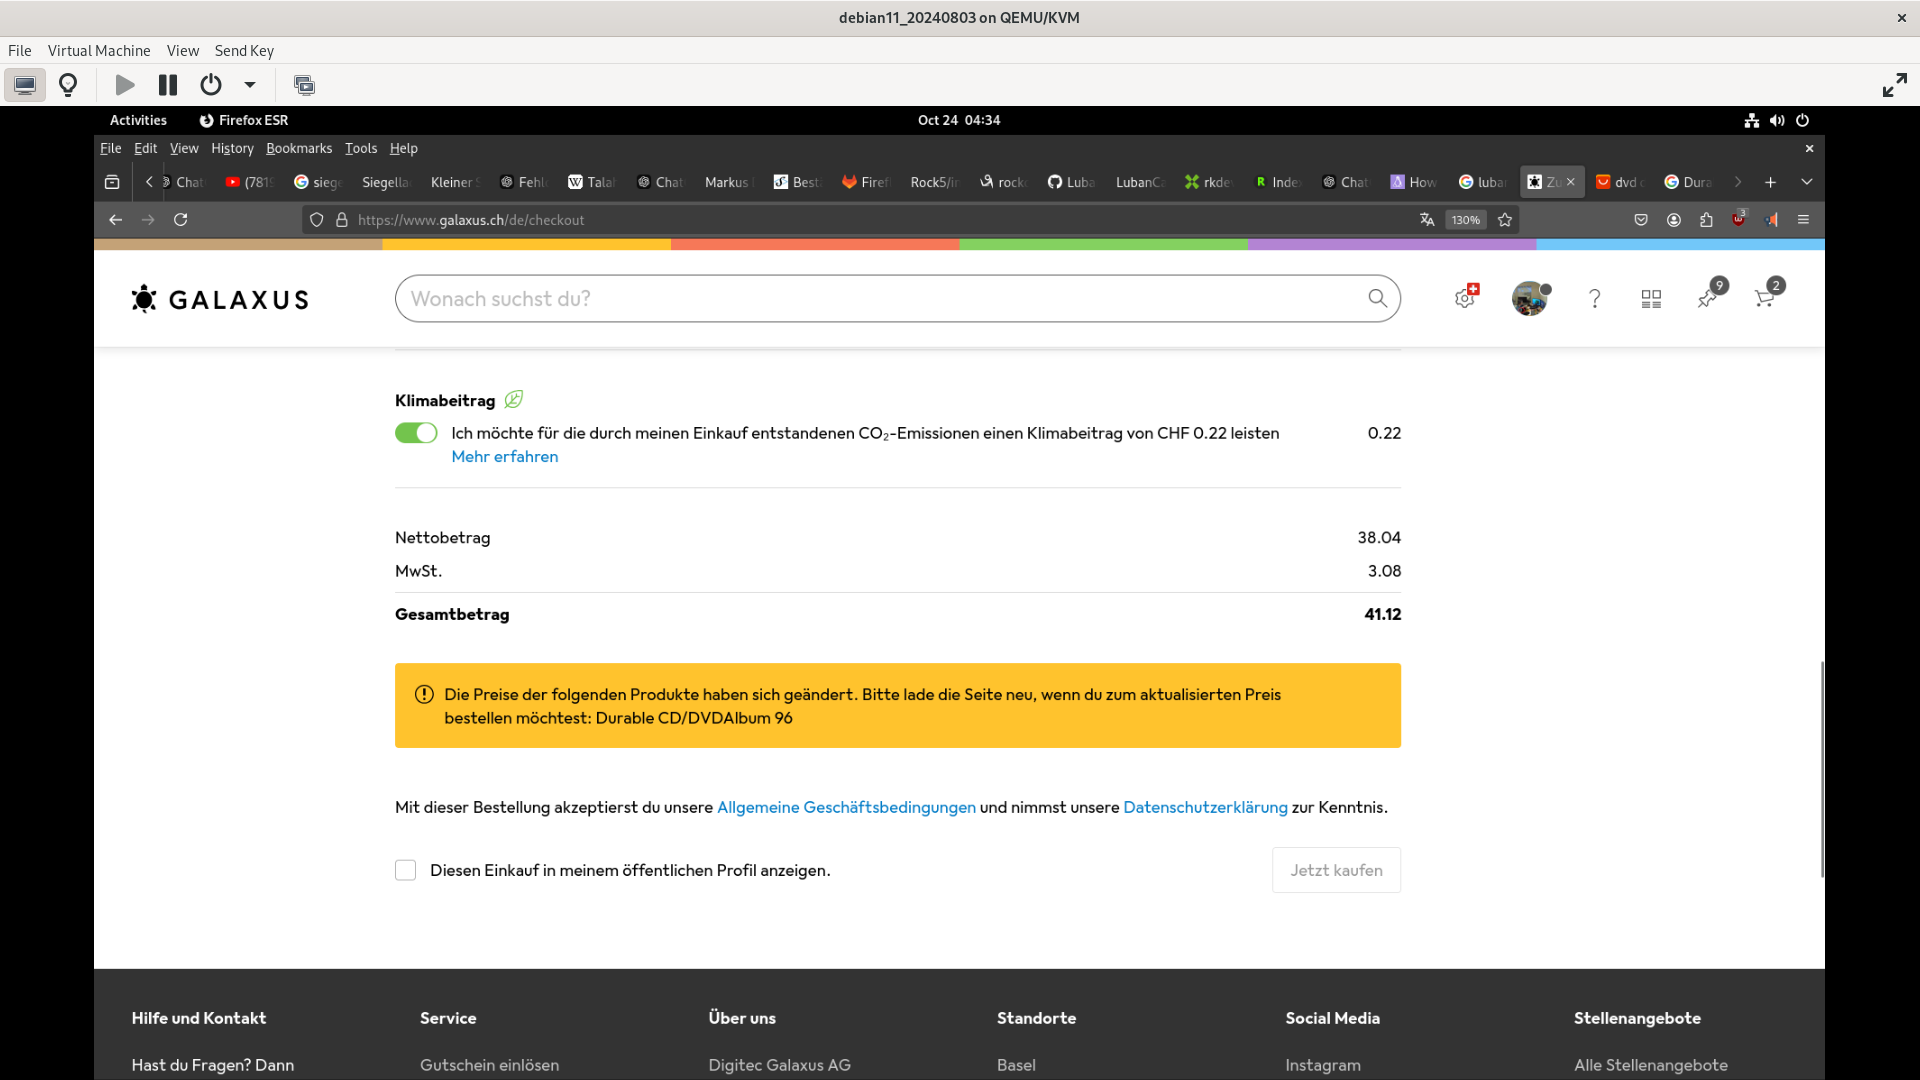 debian11_20240803 on QEMU/KVM
File Virtual Machine View Send Key
Activities Firefox ESR Oct 24 04:34
File Edit View History Bookmarks Tools Help
Chat (781 siege Siegella Kleiner Fehl Talal Chat Markus Best Firef Rock5/ir rock Luba LubanCa rkde Inde Chat How luba Zu dvd Dura
https://www.galaxus.ch/de/checkout 130% 3
GALAXUS Wonach suchst du? 9 2
Klimabeitrag
Ich möchte für die durch meinen Einkauf entstandenen CO₂-Emissionen einen Klimabeitrag von CHF 0.22 leisten 0.22
Mehr erfahren
Nettobetrag 38.04
MwSt. 3.08
Gesamtbetrag 41.12
Die Preise der folgenden Produkte haben sich geändert. Bitte lade die Seite neu, wenn du zum aktualisierten Preis
bestellen möchtest: Durable CD/DVDAlbum 96
Mit dieser Bestellung akzeptierst du unsere Allgemeine Geschäftsbedingungen und nimmst unsere Datenschutzerklärung zur Kenntnis.
Diesen Einkauf in meinem öffentlichen Profil anzeigen. Jetzt kaufen
Hilfe und Kontakt Service Über uns Standorte Social Media Stellenangebote
Hast du Fragen? Dann Gutschein einlösen Digitec Galaxus AG Basel Instagram Alle Stellenangebote